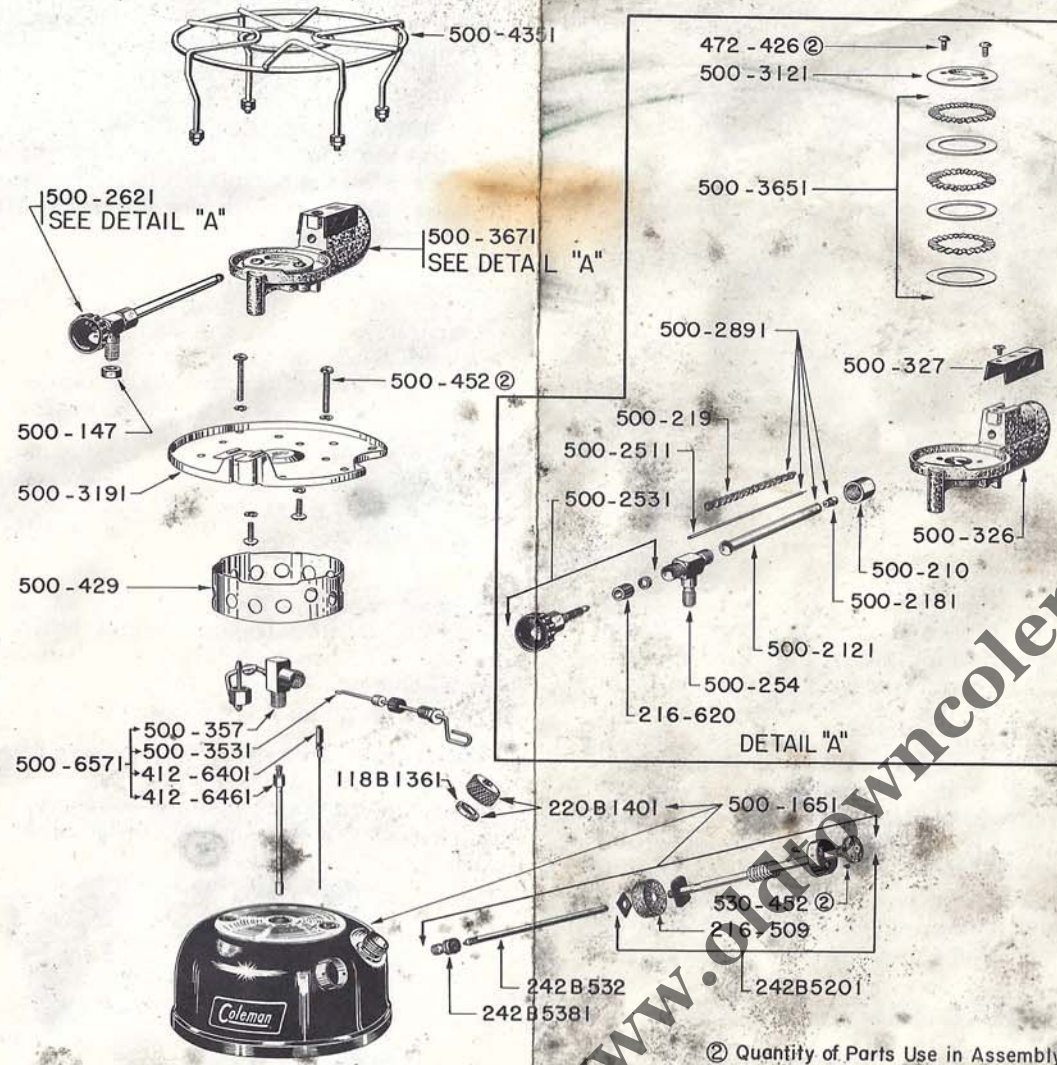 500-4351
472-426 ②
500-3121
500-3651
500-2621
SEE DETAIL "A"
500-3671
SEE DETAIL "A"
500-2891
500-327
500-452 ②
500-147
500-219
500-2511
500-3191
500-2531
500-326
500-210
500-429
500-2181
500-2121
500-254
216-620
DETAIL "A"
500-357
500-3531
500-6571
412-6401
412-6461
118B1361
220B1401
500-1651
530-452 ②
216-509
242B532
242B5201
242B5381
Coleman
② Quantity of Parts Use in Assembly